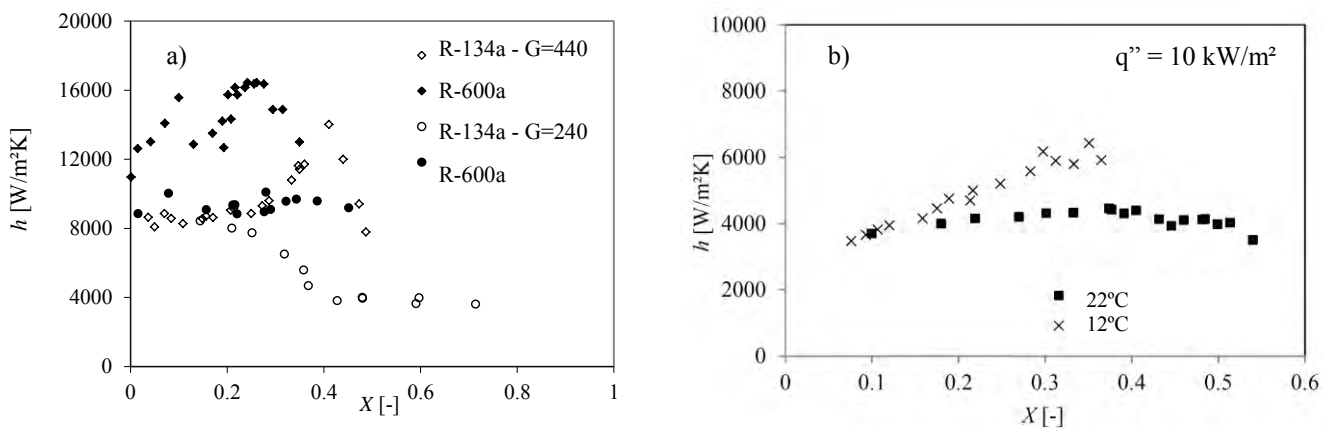 20000
16000
12000
8000
4000
0
h [W/m²K]
a)
R-134a - G=440
R-600a
R-134a - G=240
R-600a
0 0.2 0.4 0.6 0.8 1
X [-]
10000
8000
6000
4000
2000
0
h [W/m²K]
b)
q” = 10 kW/m²
22ºC
12ºC
0 0.1 0.2 0.3 0.4 0.5 0.6
X [-]